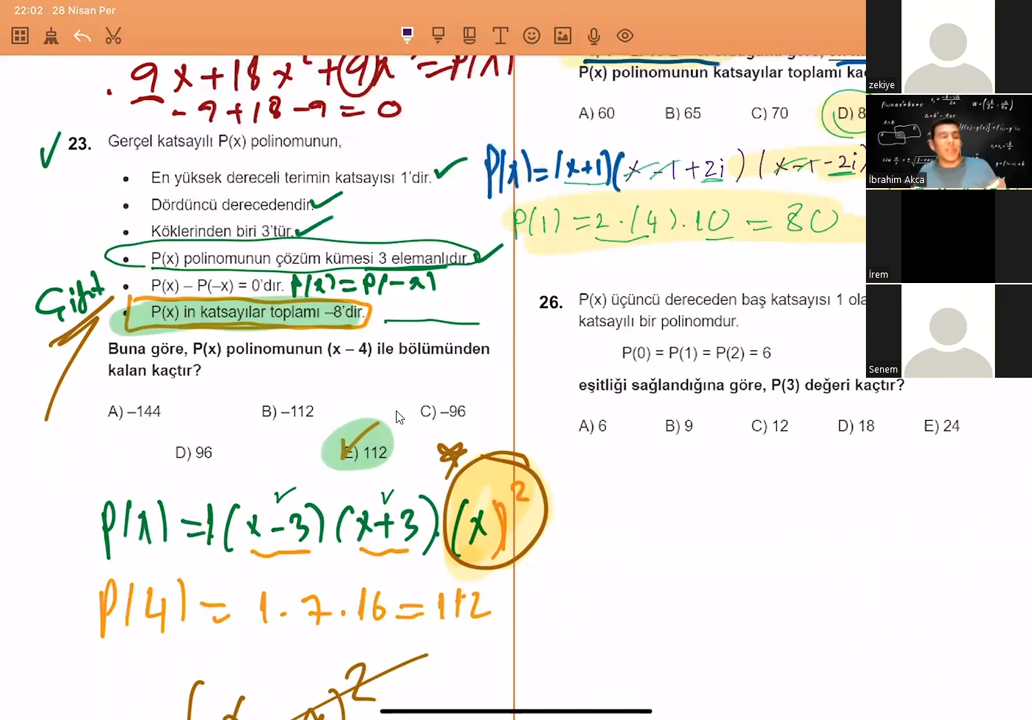 22:02 28 Nisan Per
9x+18x²+(9)x =P(x)
-9+18-9=0
23. Gerçel katsayılı P(x) polinomunun,
• En yüksek dereceli terimin katsayısı 1'dir.
• Dördüncü derecedendir.
• Köklerinden biri 3'tür.
• P(x) polinomunun çözüm kümesi 3 elemanlıdır.
• P(x) – P(–x) = 0'dır. P(x)=P(-x)
Çift
• P(x) in katsayılar toplamı –8'dir.
Buna göre, P(x) polinomunun (x – 4) ile bölümünden
kalan kaçtır?
A) –144 B) –112 C) –96
D) 96 E) 112
P(x)=1(x-3)(x+3).(x)²
P(4)=1.7.16=112
P(x) polinomunun katsayılar toplamı
A) 60 B) 65 C) 70 D) 8
P(x)=(x+1)(x-1+2i)(x-1-2i)
P(1)=2.(4).10=80
26. P(x) üçüncü dereceden baş katsayısı 1
katsayılı bir polinomdur.
P(0) = P(1) = P(2) = 6
eşitliği sağlandığına göre, P(3) değeri kaçtır?
A) 6 B) 9 C) 12 D) 18 E) 24
zekiye
İbrahim Akca
İrem
Senem